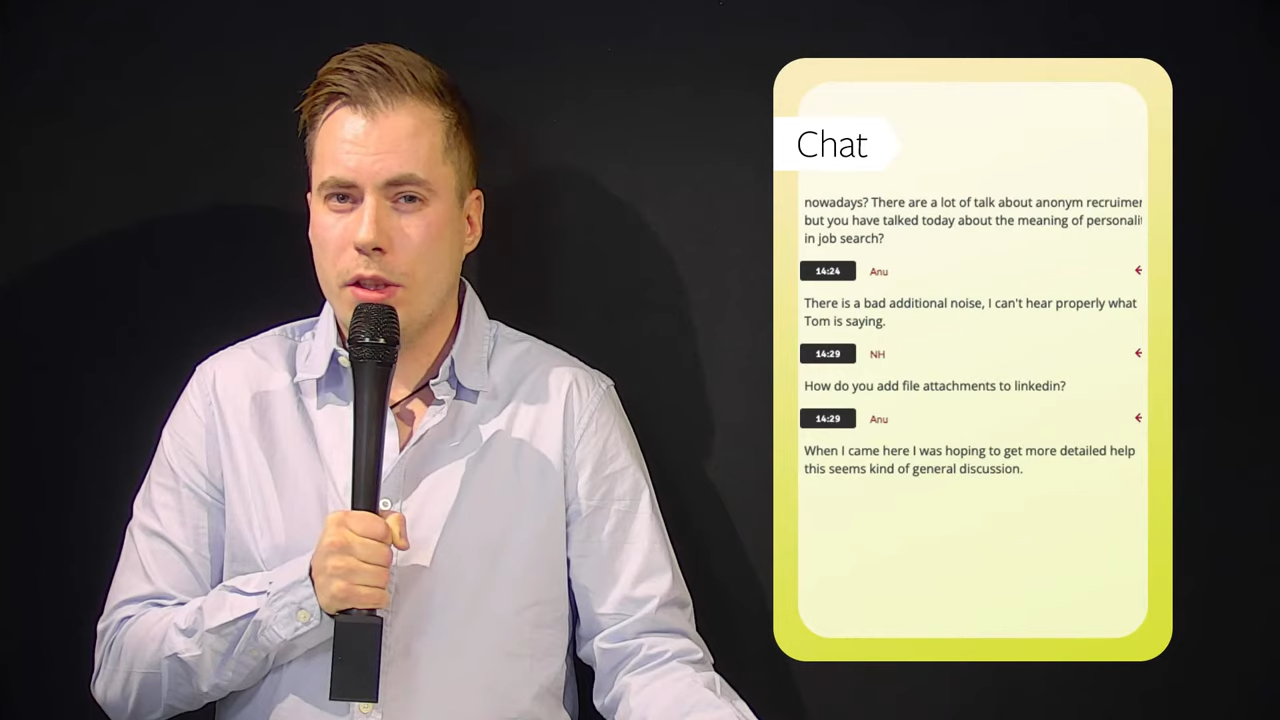 Chat
nowadays? There are a lot of talk about anonym
but you have talked today about the meaning of
in job search?
14:24 Anu
There is a bad additional noise, I can't hear properly what
Tom is saying.
14:29 NH
How do you add file attachments to linkedin?
14:29 Anu
When I came here I was hoping to get more detailed help
this seems kind of general discussion.